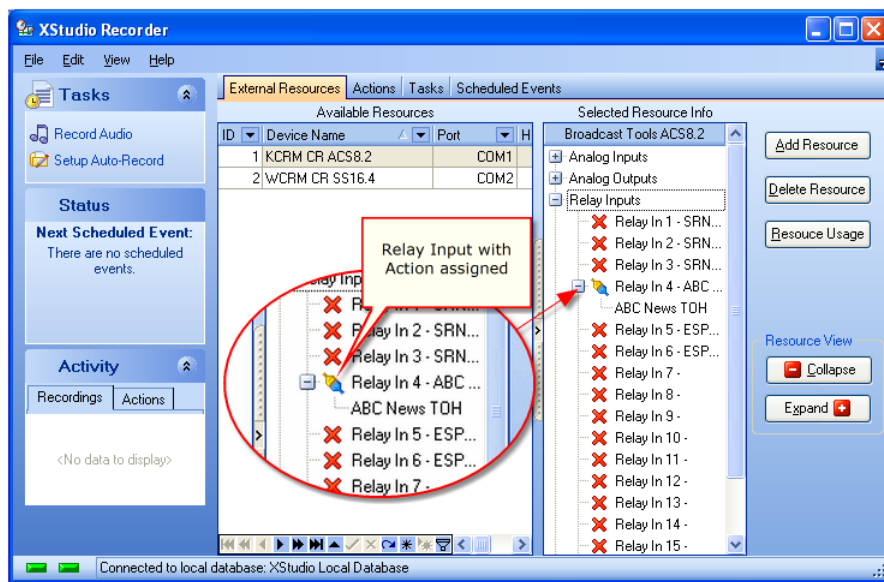 XStudio Recorder
File Edit View Help
Tasks
Record Audio
Setup Auto-Record
Status
Next Scheduled Event:
There are no scheduled
events.
Activity
Recordings Actions
<No data to display>
External Resources Actions Tasks Scheduled Events
Available Resources
ID Device Name Port H
1 KCRM CR ACS8.2 COM1
2 WCRM CR SS16.4 COM2
Relay Input with
Action assigned
Relay In 2 - SRN...
Relay In 3 - SRN...
Relay In 4 - ABC ...
ABC News TOH
Relay In 5 - ESP...
Relay In 6 - ESP...
Relay In 7 -
Selected Resource Info
Broadcast Tools ACS8.2
Analog Inputs
Analog Outputs
Relay Inputs
Relay In 1 - SRN...
Relay In 2 - SRN...
Relay In 3 - SRN...
Relay In 4 - ABC ...
ABC News TOH
Relay In 5 - ESP...
Relay In 6 - ESP...
Relay In 7 -
Relay In 8 -
Relay In 9 -
Relay In 10 -
Relay In 11 -
Relay In 12 -
Relay In 13 -
Relay In 14 -
Relay In 15 -
Add Resource
Delete Resource
Resouce Usage
Resource View
Collapse
Expand
Connected to local database: XStudio Local Database